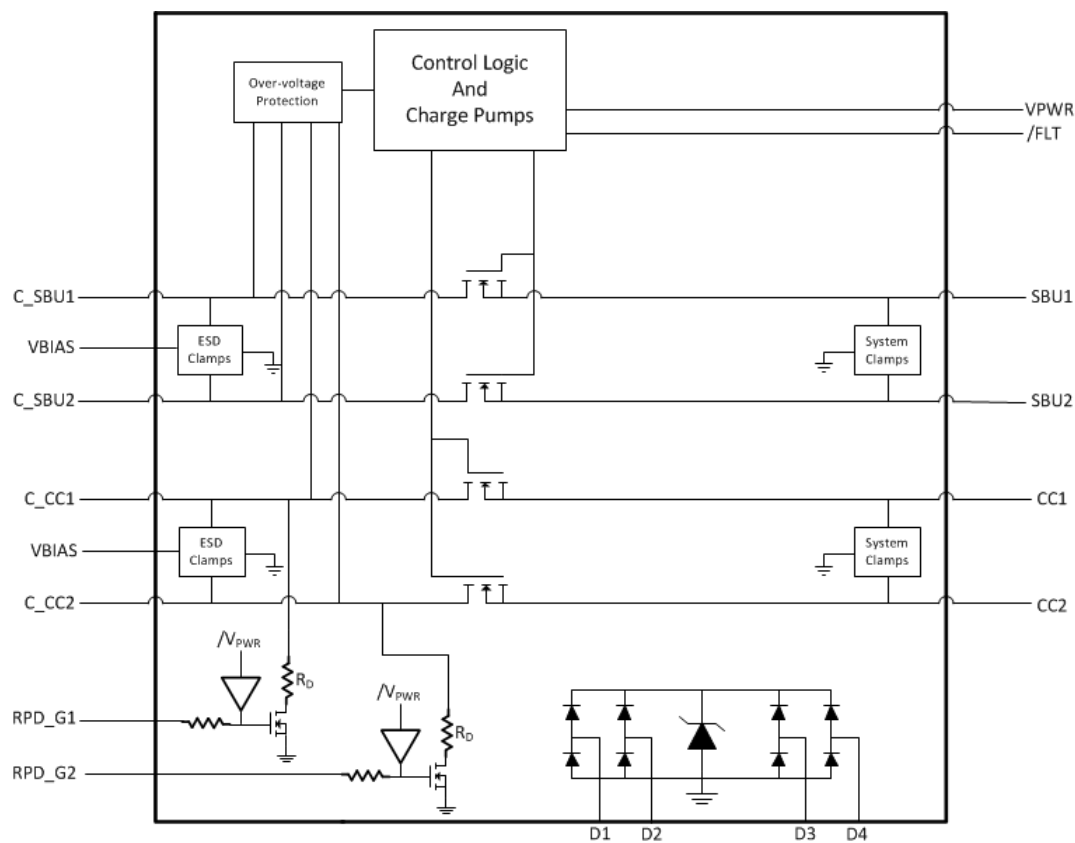 Control Logic
And
Charge Pumps
Over-voltage
Protection
VPWR
/FLT
C_SBU1
SBU1
ESD
Clamps
System
Clamps
VBIAS
C_SBU2
SBU2
C_CC1
CC1
ESD
Clamps
System
Clamps
VBIAS
C_CC2
CC2
/VPWR
RD
/VPWR
RPD_G1
RD
RPD_G2
D1 D2 D3 D4